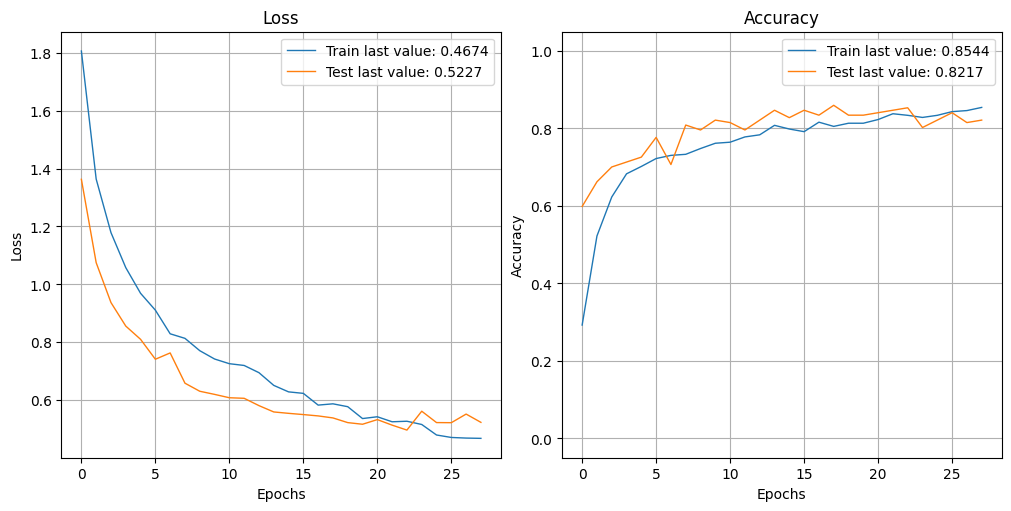 Loss
Train last value: 0.4674
Test last value: 0.5227
1.8
1.6
1.4
1.2
1.0
0.8
0.6
Loss
0 5 10 15 20 25
Epochs
Accuracy
Train last value: 0.8544
Test last value: 0.8217
1.0
0.8
0.6
0.4
0.2
0.0
Accuracy
0 5 10 15 20 25
Epochs